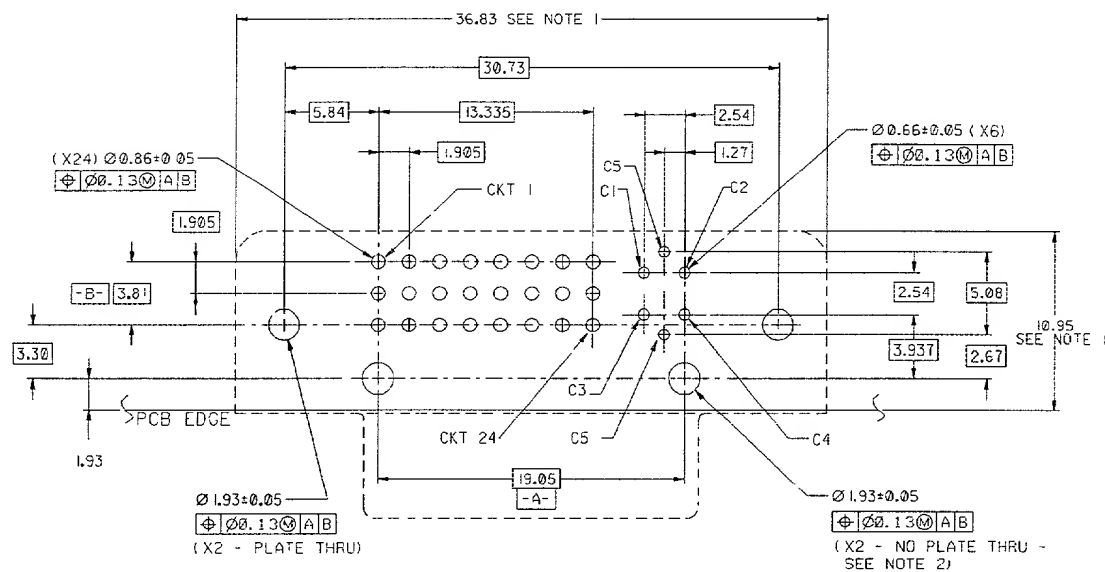 36.83 SEE NOTE 1
30.73
5.84
13.335
2.54
Ø0.66±0.05 (X6)
1.905
1.27
⌖ Ø0.13Ⓜ A B
(X24) Ø0.86±0.05
⌖ Ø0.13Ⓜ A B
C5
C1
C2
CKT 1
1.905
-B- 3.81
2.54
5.08
10.95
SEE NOTE 1
3.30
3.937
2.67
C3
PCB EDGE
CKT 24
C5
C4
1.93
19.05
-A-
Ø1.93±0.05
⌖ Ø0.13Ⓜ A B
(X2 - PLATE THRU)
Ø1.93±0.05
⌖ Ø0.13Ⓜ A B
(X2 - NO PLATE THRU -
SEE NOTE 2)